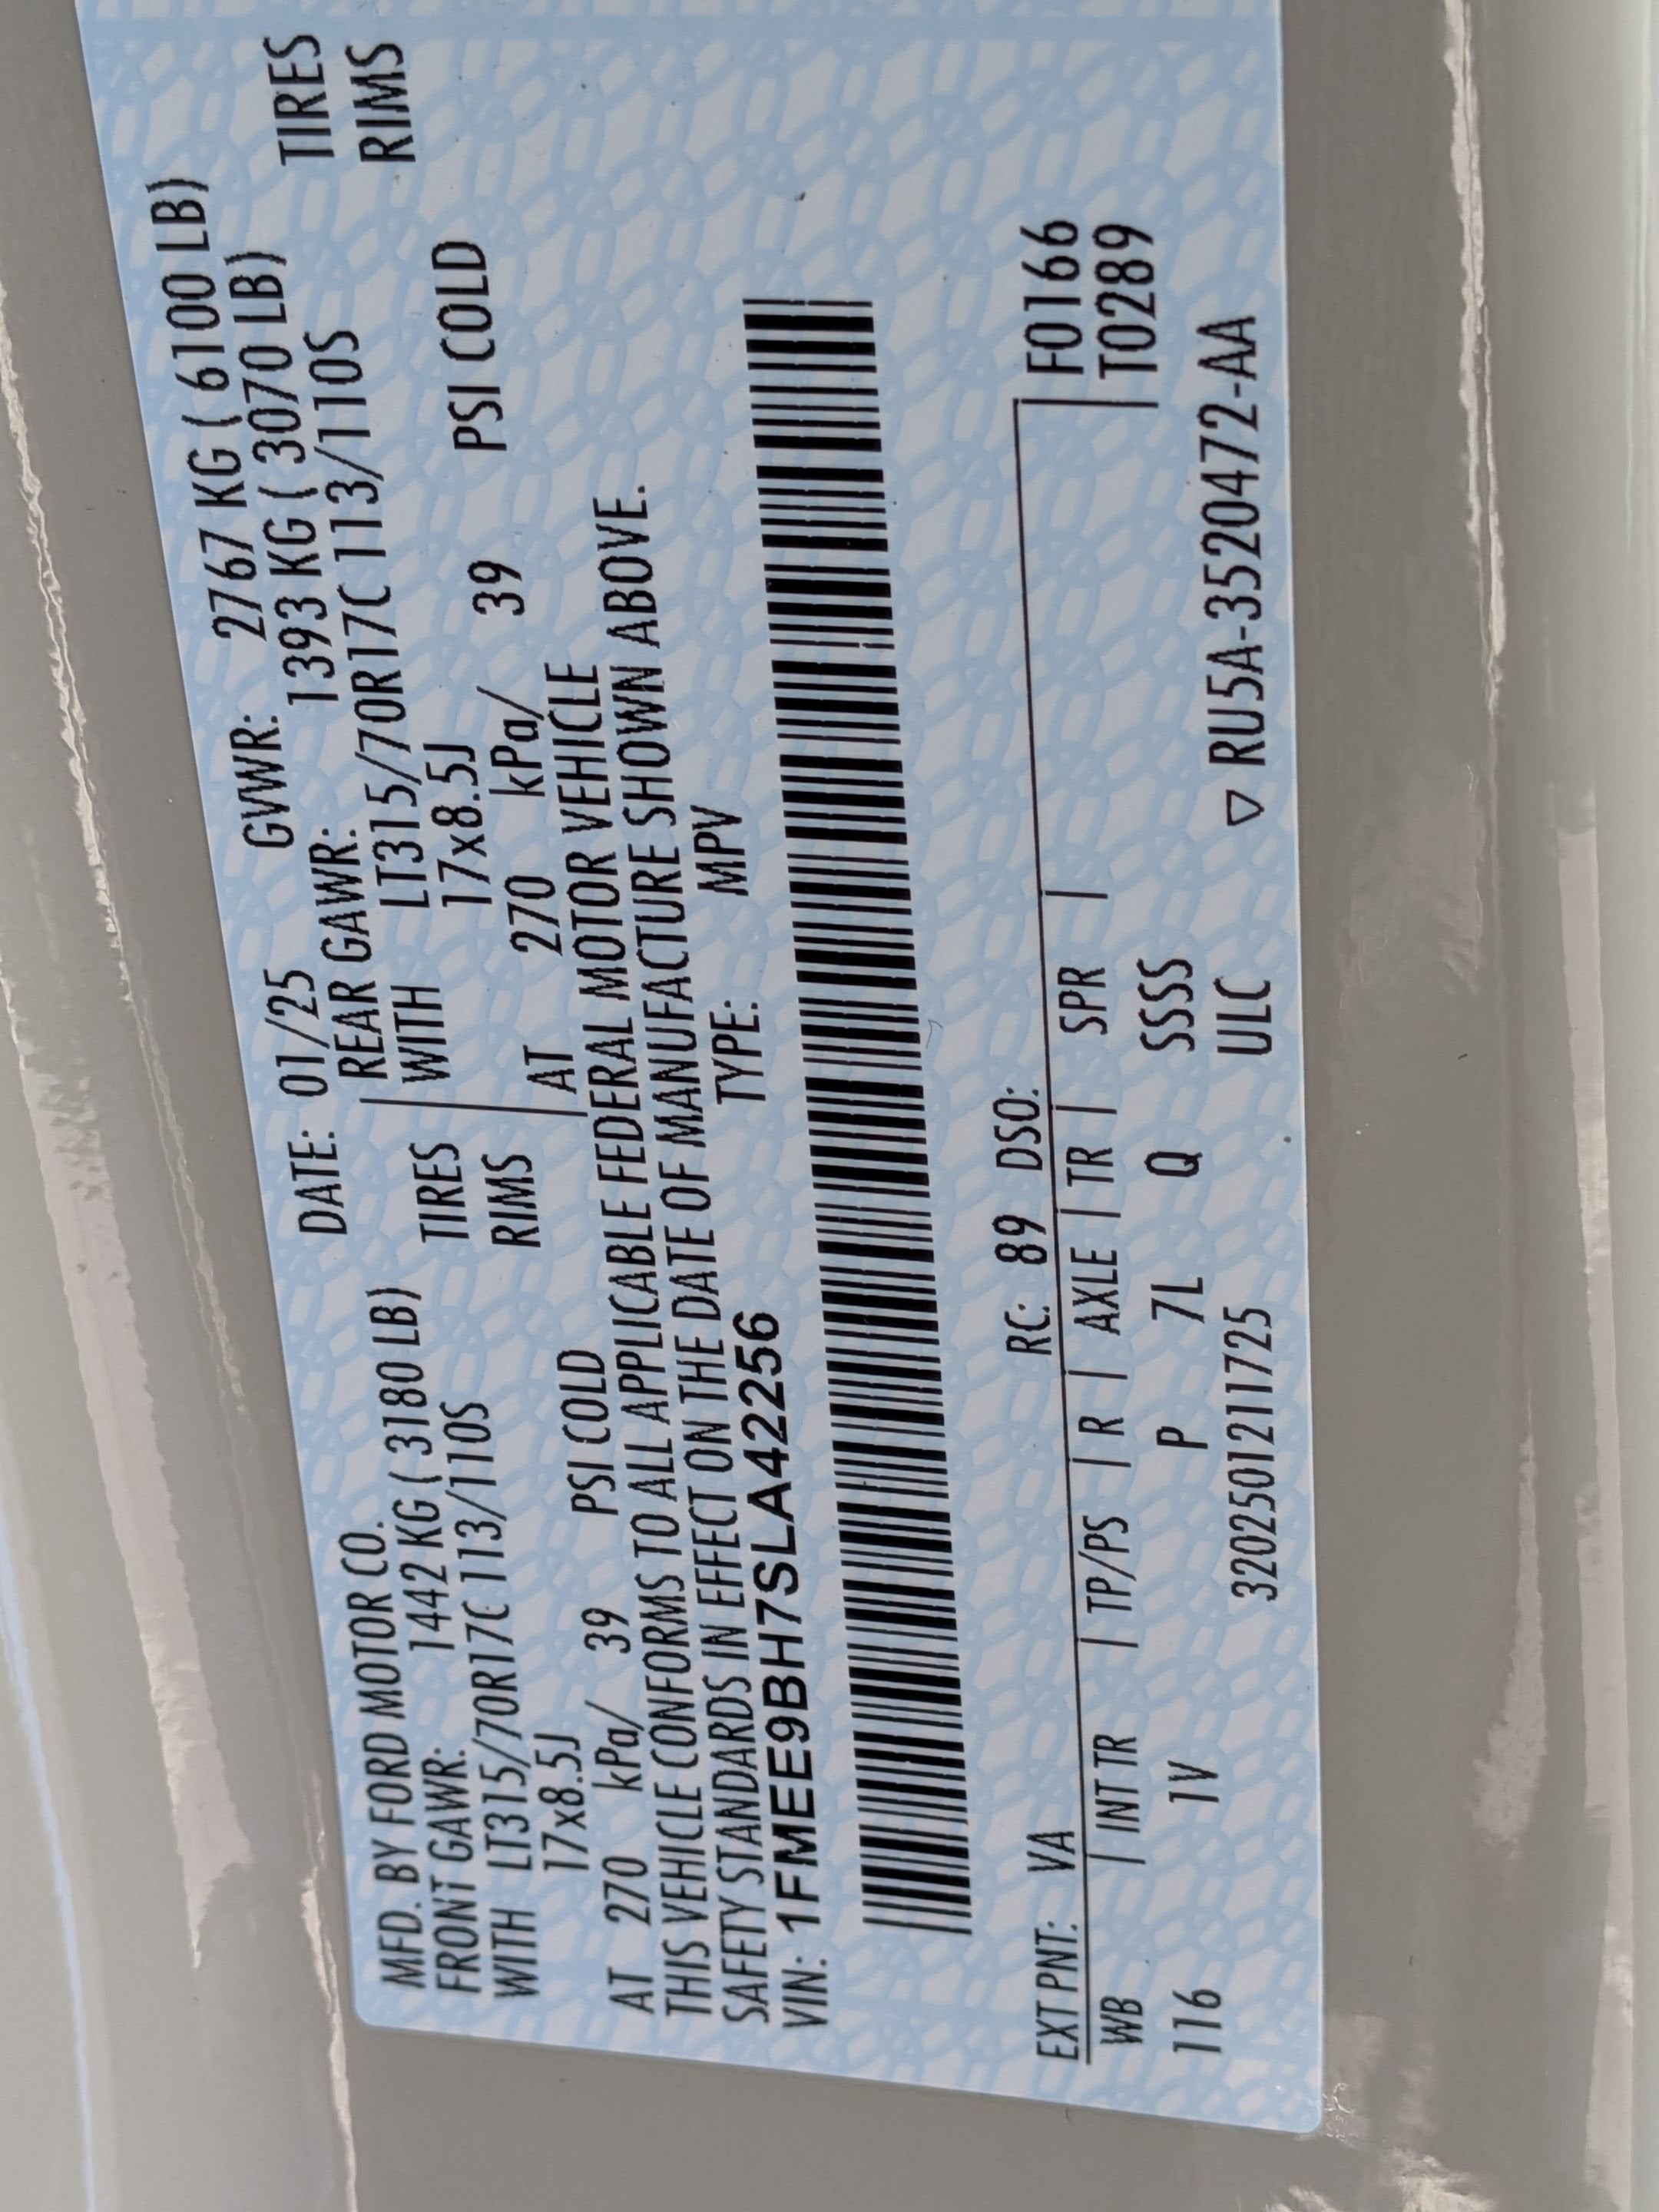 MFD. BY FORD MOTOR CO. DATE: 01/25 GVWR: 2767 KG ( 6100 LB)
FRONT GAWR: 1442 KG ( 3180 LB) REAR GAWR: 1393 KG ( 3070 LB)
WITH LT315/70R17C 113/110S TIRES WITH LT315/70R17C 113/110S TIRES
17x8.5J RIMS 17x8.5J RIMS
AT 270 kPa/ 39 PSI COLD AT 270 kPa/ 39 PSI COLD
THIS VEHICLE CONFORMS TO ALL APPLICABLE FEDERAL MOTOR VEHICLE
SAFETY STANDARDS IN EFFECT ON THE DATE OF MANUFACTURE SHOWN ABOVE.
VIN: 1FMEE9BH7SLA42256 TYPE: MPV
EXT PNT: VA RC: 89 DSO: F0166
WB | INT TR | TP/PS | R | AXLE | TR | SPR | T0289
116 1V P 7L Q SSSS
3202501211725 ULC ▽ RU5A-3520472-AA